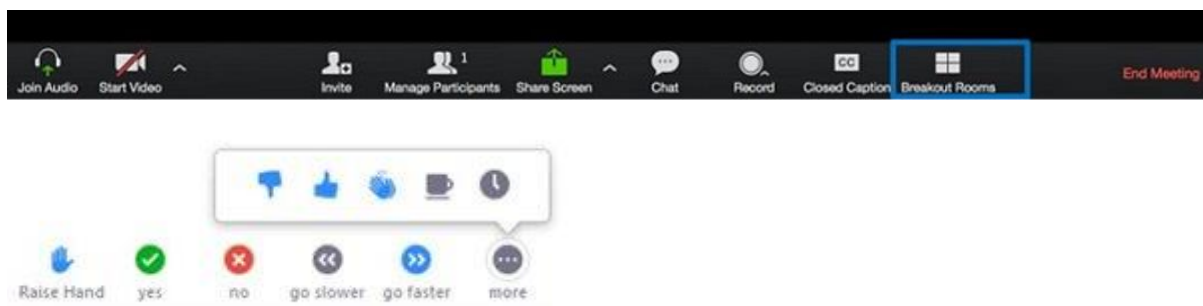 Join Audio Start Video Invite Manage Participants 1 Share Screen Chat Record CC Closed Caption Breakout Rooms End Meeting
Raise Hand yes no go slower go faster more